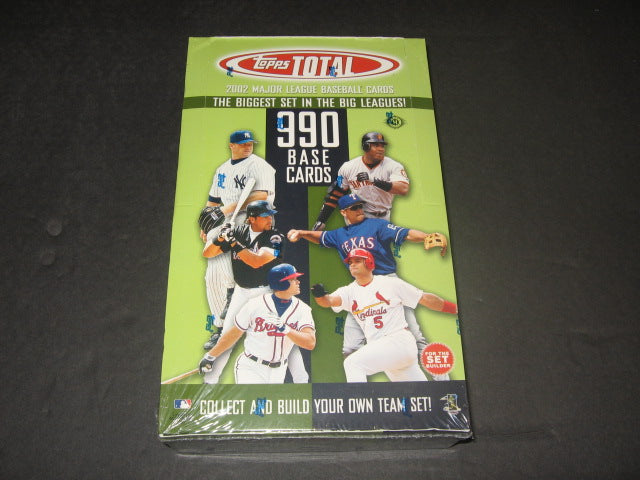 Topps TOTAL
2002 MAJOR LEAGUE BASEBALL CARDS
THE BIGGEST SET IN THE BIG LEAGUES!
990
BASE
CARDS
TEXAS
Braves
Cardinals
5
FOR THE
SET
BUILDER
COLLECT AND BUILD YOUR OWN TEAM SET!